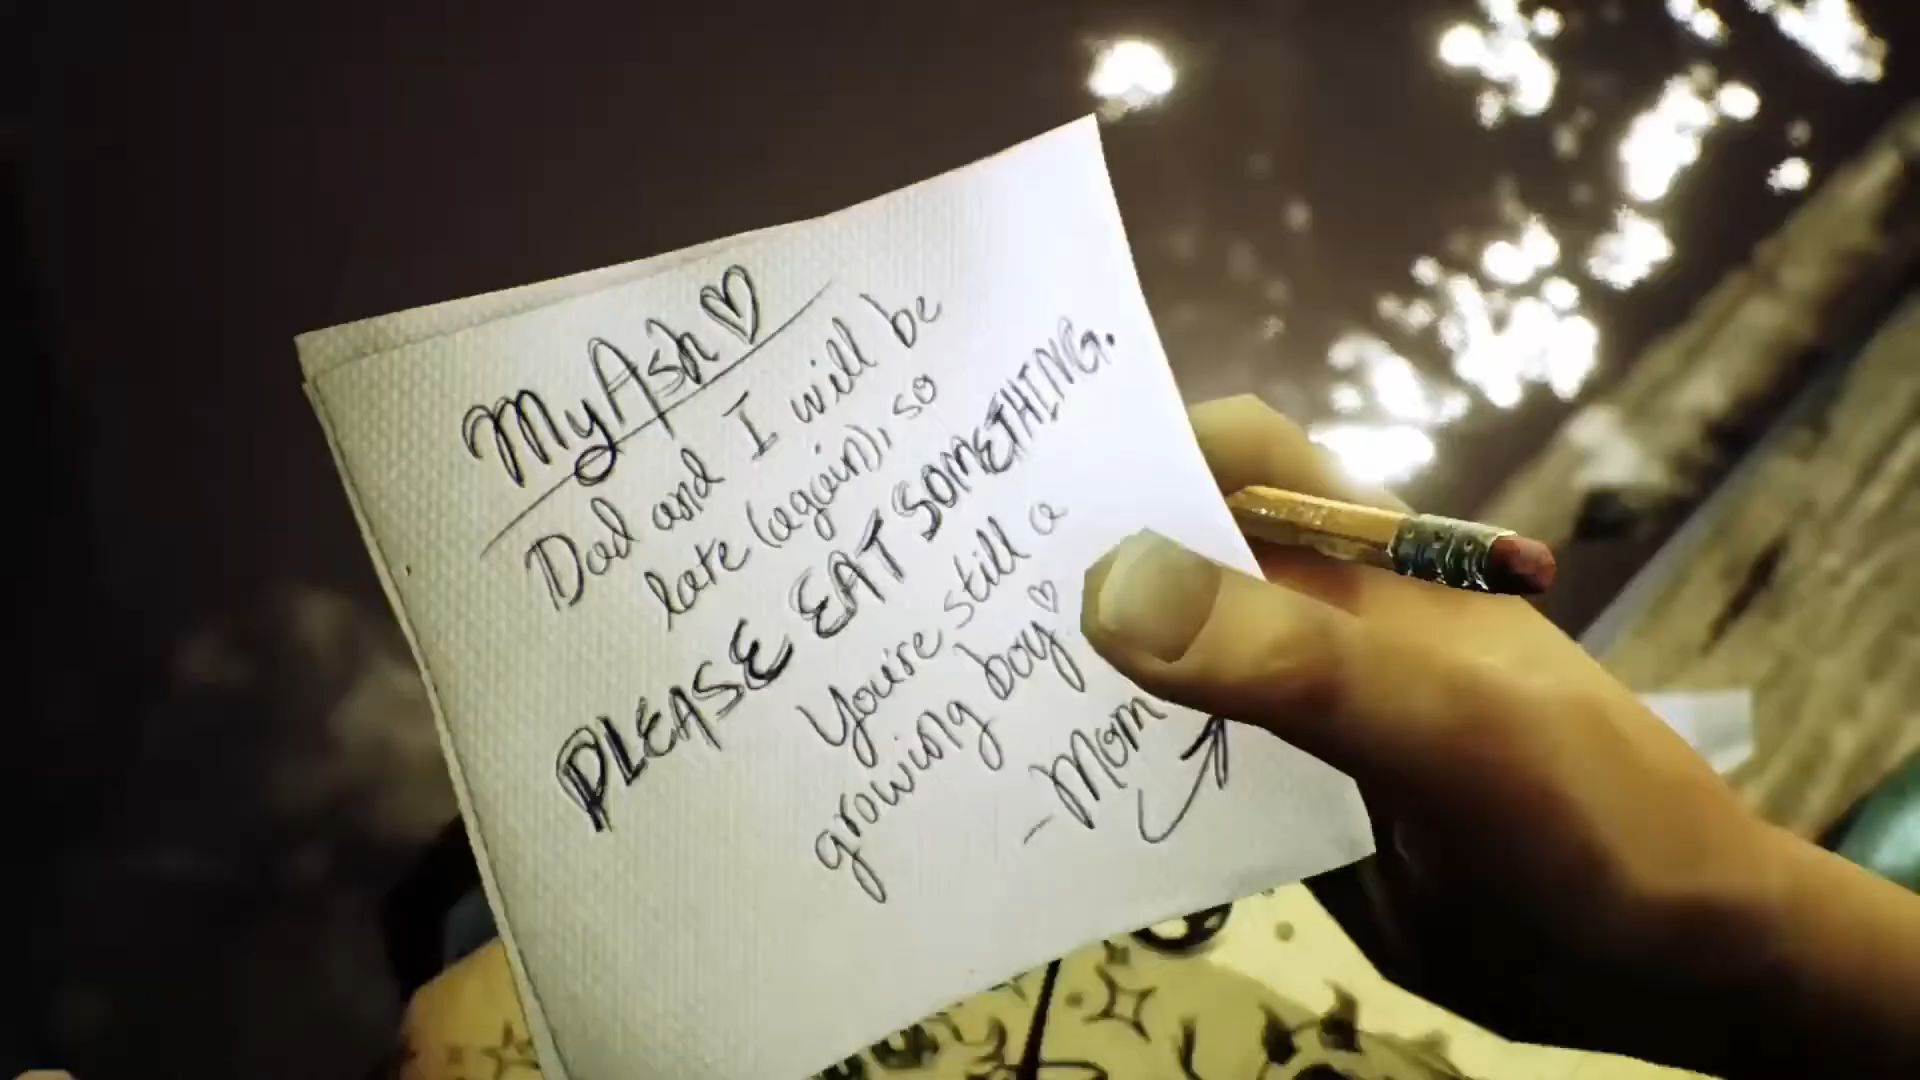 My Ash ♡
Dad and I will be
late (again), so
PLEASE EAT SOMETHING.
You're still a
growing boy ♡
- Mom